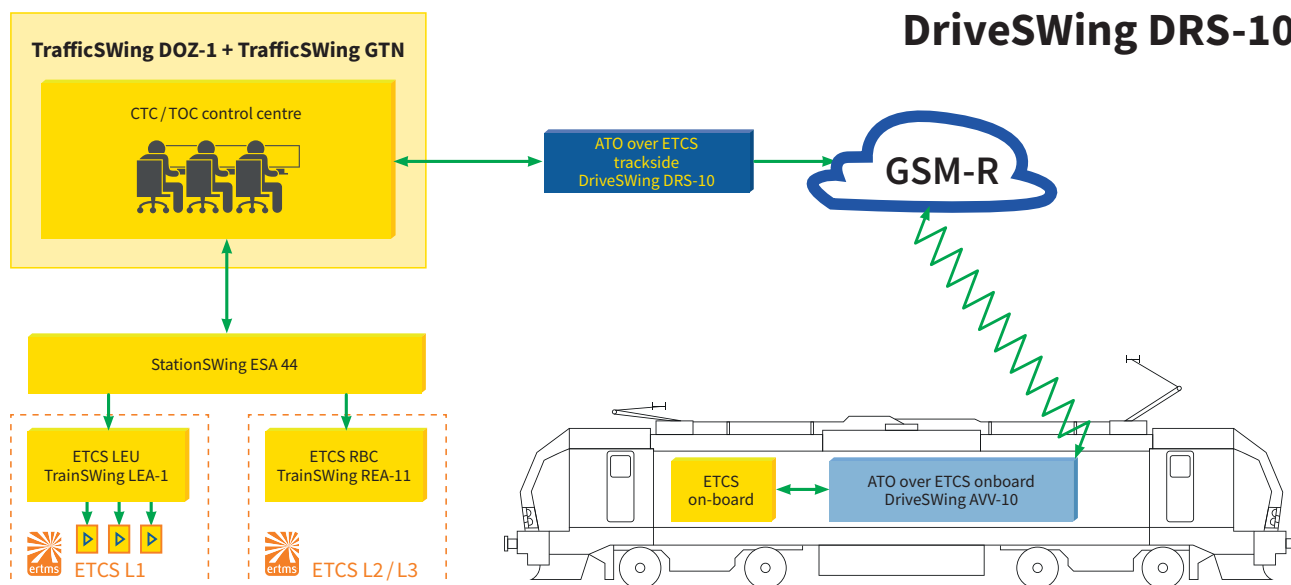 DriveSWing DRS-10
TrafficSWing DOZ-1 + TrafficSWing GTN
CTC / TOC control centre
ATO over ETCS
trackside
DriveSWing DRS-10
GSM-R
StationSWing ESA 44
ETCS LEU
TrainSWing LEA-1
ETCS RBC
TrainSWing REA-11
ETCS
on-board
ATO over ETCS onboard
DriveSWing AVV-10
ertms
ETCS L1
ertms
ETCS L2 / L3